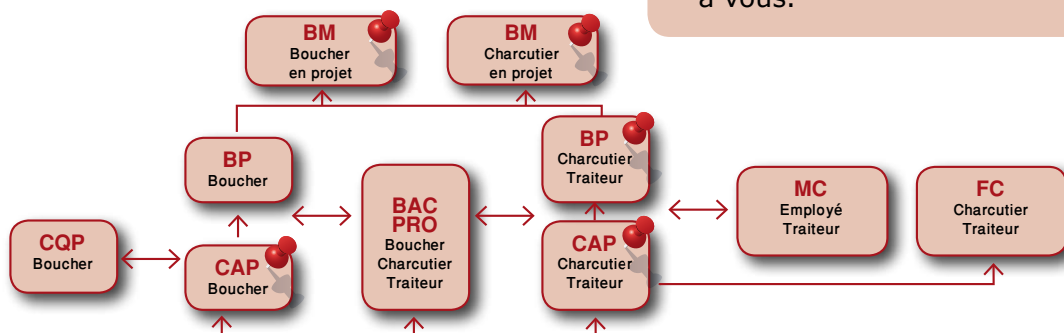 à vous.
BM
Boucher
en projet
BM
Charcutier
en projet
BP
Boucher
BP
Charcutier
Traiteur
BAC
PRO
Boucher
Charcutier
Traiteur
MC
Employé
Traiteur
FC
Charcutier
Traiteur
CQP
Boucher
CAP
Boucher
CAP
Charcutier
Traiteur